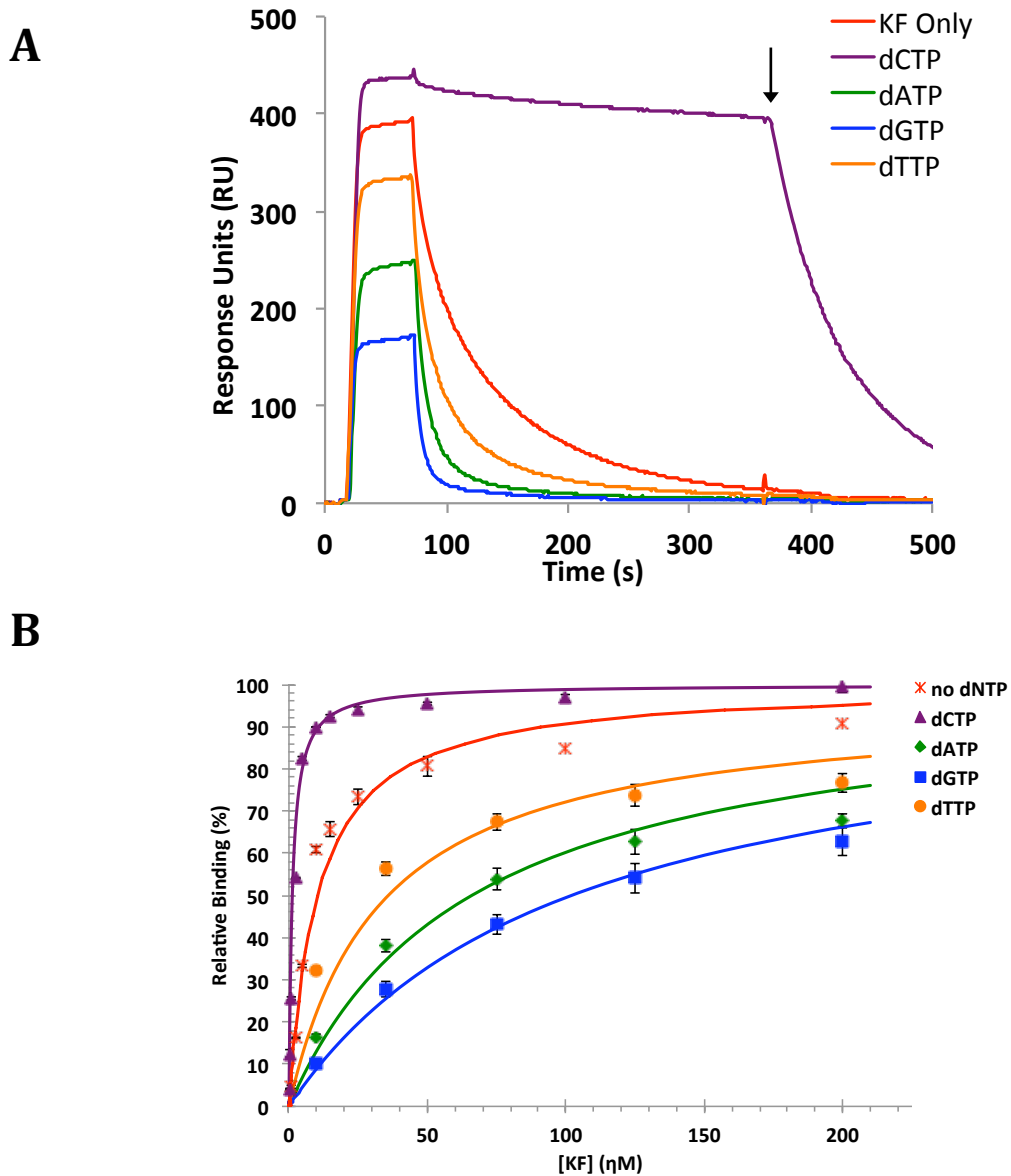 A
500
400
300
200
100
0
Response Units (RU)
0 100 200 300 400 500
Time (s)
KF Only
dCTP
dATP
dGTP
dTTP
B
100
90
80
70
60
50
40
30
20
10
0
Relative Binding (%)
0 50 100 150 200
[KF] (ηM)
no dNTP
dCTP
dATP
dGTP
dTTP